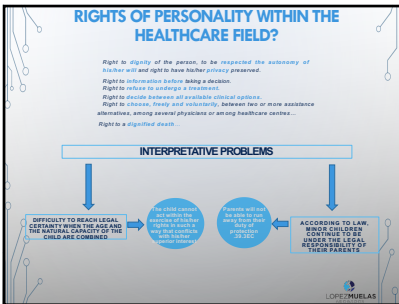 RIGHTS OF PERSONALITY WITHIN THE
HEALTHCARE FIELD?
Right to dignity of the person, to be respected the autonomy of
his/her will and right to have his/her privacy preserved.
Right to information before taking a decision.
Right to refuse to undergo a treatment.
Right to decide between all available clinical options.
Right to choose, freely and voluntarily, between two or more assistance
alternatives, among several physicians or among healthcare centres...
Right to a dignified death...
INTERPRETATIVE PROBLEMS
DIFFICULTY TO REACH LEGAL
CERTAINTY WHEN THE AGE AND
THE NATURAL CAPACITY OF THE
CHILD ARE COMBINED
The child cannot
act within the
exercise of his/her
rights in such a
way that conflicts
with his/her
superior interest
Parents will not
be able to run
away from their
duty of
protection
ACCORDING TO LAW,
MINOR CHILDREN
CONTINUE TO BE
UNDER THE LEGAL
RESPONSIBILITY OF
THEIR PARENTS
LOPEZMUELAS